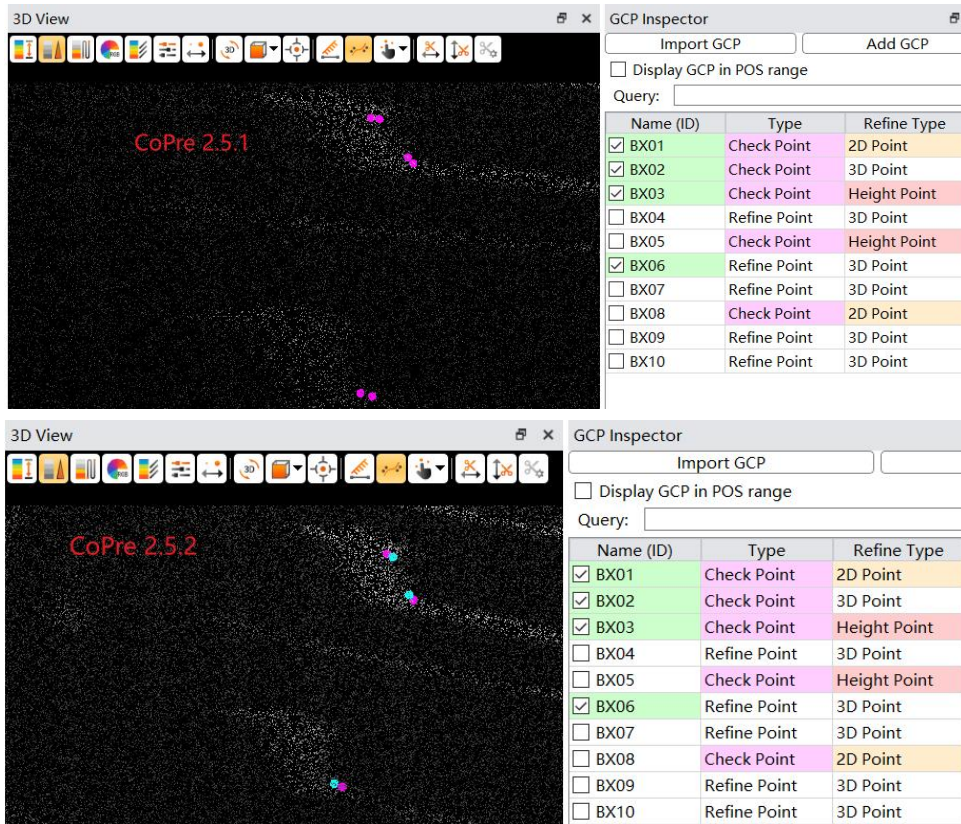 3D View
3D
RGB
CoPre 2.5.1
GCP Inspector
Import GCP Add GCP
Display GCP in POS range
Query:
Name (ID) Type Refine Type
BX01 Check Point 2D Point
BX02 Check Point 3D Point
BX03 Check Point Height Point
BX04 Refine Point 3D Point
BX05 Check Point Height Point
BX06 Refine Point 3D Point
BX07 Refine Point 3D Point
BX08 Check Point 2D Point
BX09 Refine Point 3D Point
BX10 Refine Point 3D Point
3D View
RGB
3D
CoPre 2.5.2
GCP Inspector
Import GCP
Display GCP in POS range
Query:
Name (ID) Type Refine Type
BX01 Check Point 2D Point
BX02 Check Point 3D Point
BX03 Check Point Height Point
BX04 Refine Point 3D Point
BX05 Check Point Height Point
BX06 Refine Point 3D Point
BX07 Refine Point 3D Point
BX08 Check Point 2D Point
BX09 Refine Point 3D Point
BX10 Refine Point 3D Point